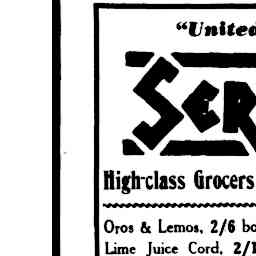 "United
SER
High-class Grocers
Oros & Lemos, 2/6 bo
Lime Juice Cord, 2/1